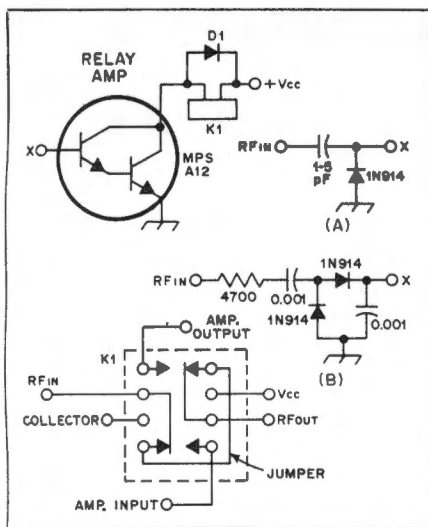 D1
RELAY
AMP
+Vcc
K1
X
MPS
A12
RFIN
1-5
pF
X
1N914
(A)
1N914
RFIN
4700
0.001
1N914
X
0.001
(B)
AMP.
OUTPUT
K1
RFIN
Vcc
COLLECTOR
RFOUT
JUMPER
AMP. INPUT